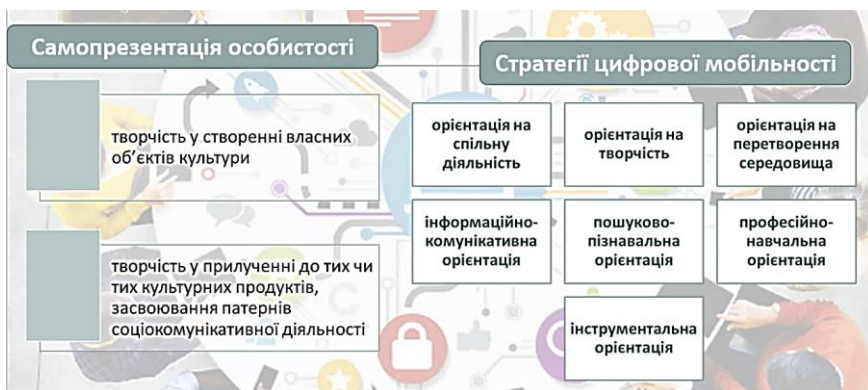 Самопрезентація особистості
творчість у створенні власних
об’єктів культури
творчість у прилученні до тих чи
тих культурних продуктів,
засвоювання патернів
соціокомунікативної діяльності
Стратегії цифрової мобільності
орієнтація на
спільну
діяльність
орієнтація на
творчість
орієнтація на
перетворення
середовища
інформаційно-
комунікативна
орієнтація
пошуково-
пізнавальна
орієнтація
професійно-
навчальна
орієнтація
інструментальна
орієнтація